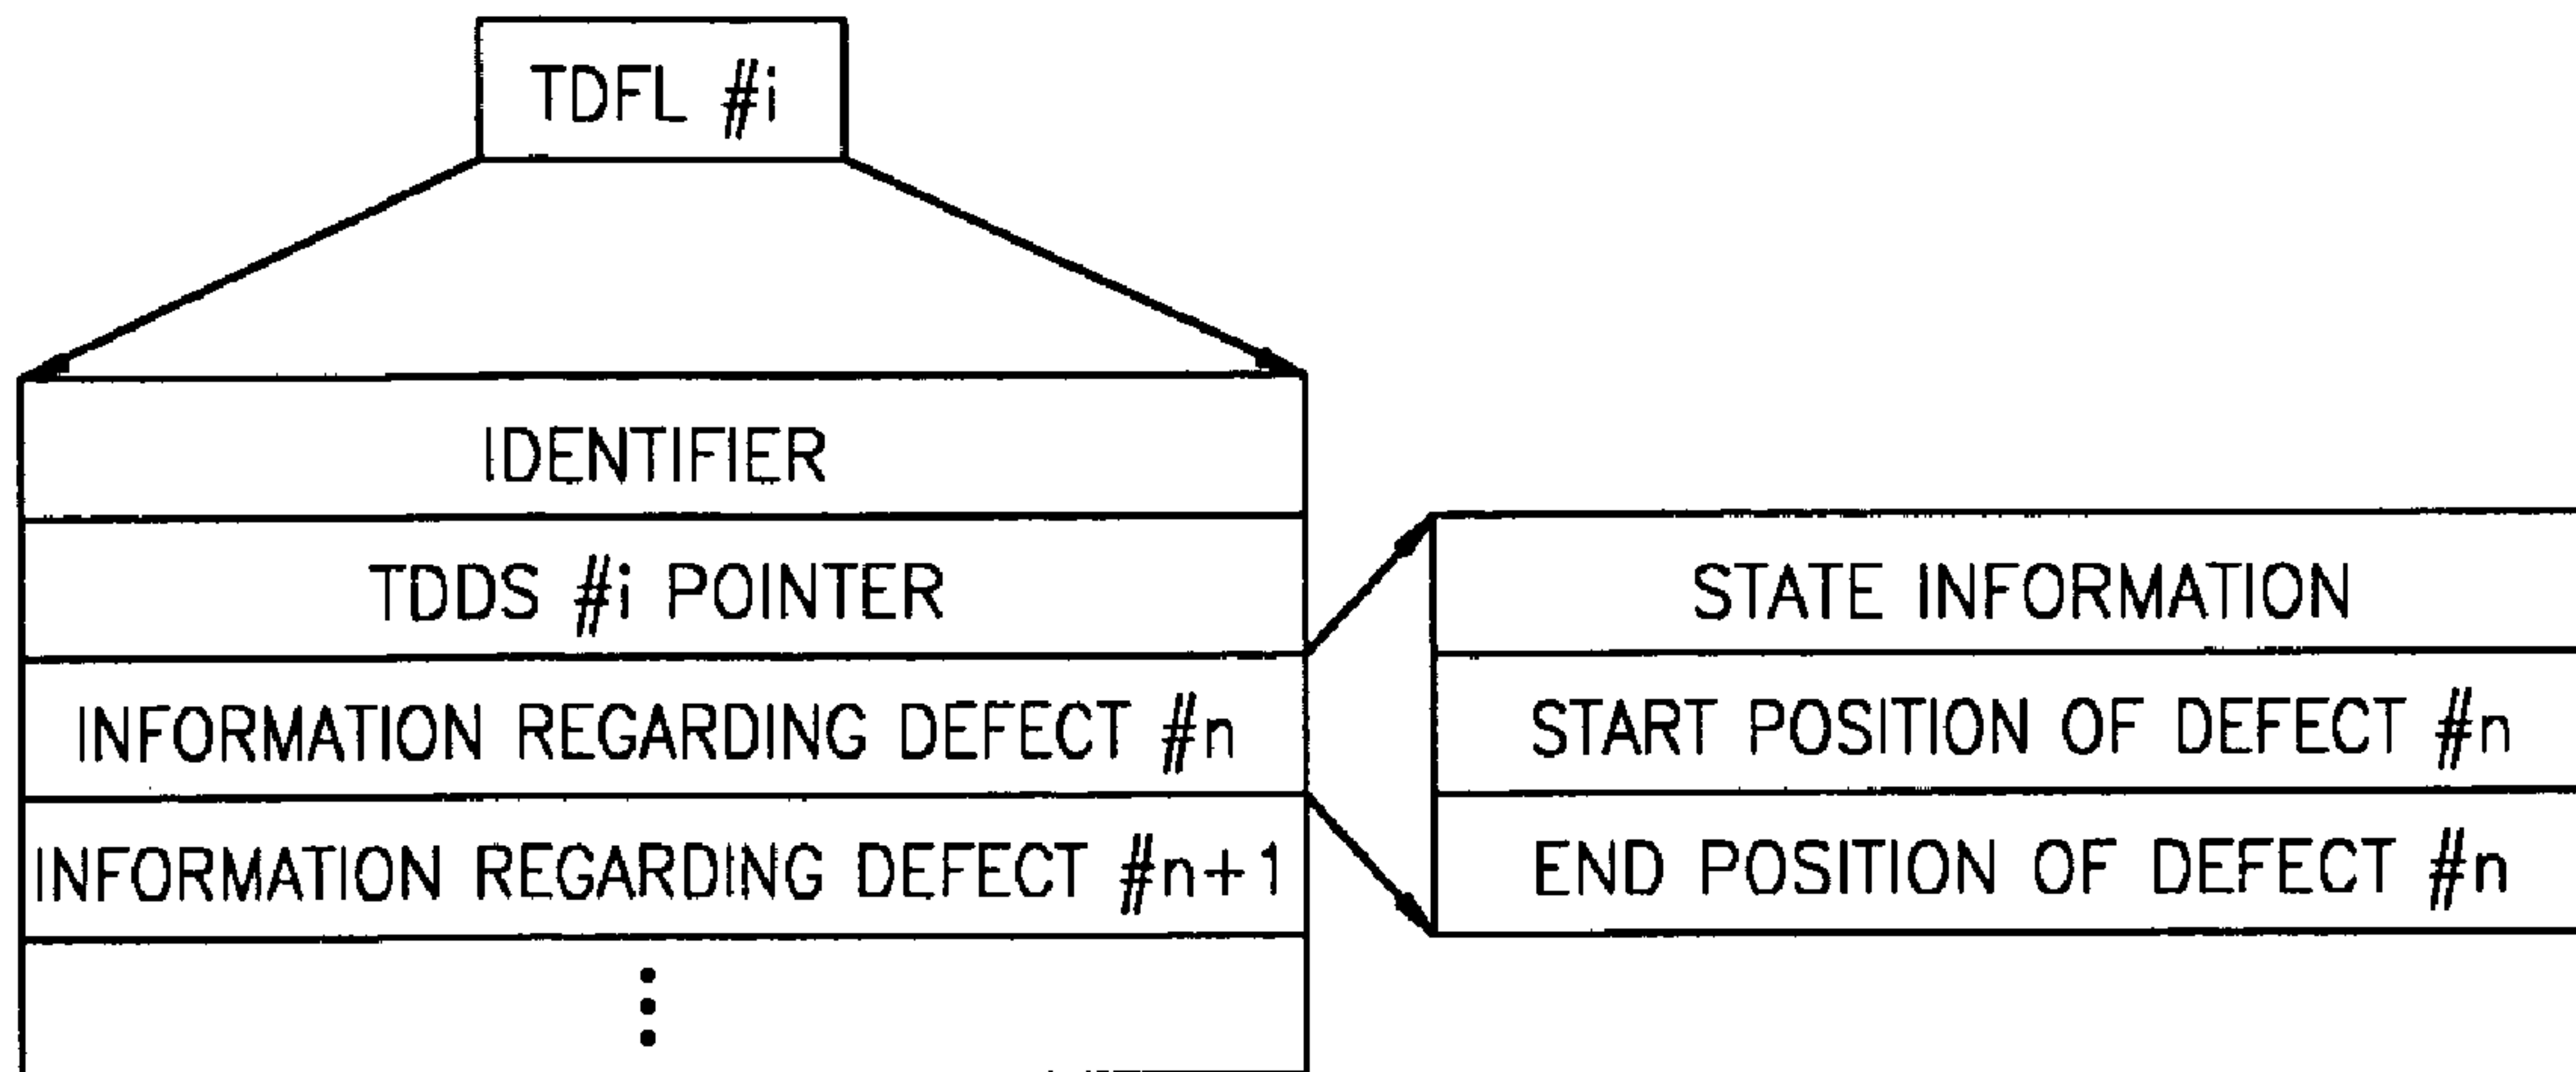 TDFL #i
IDENTIFIER
TDDS #i POINTER
INFORMATION REGARDING DEFECT #n
INFORMATION REGARDING DEFECT #n+1
STATE INFORMATION
START POSITION OF DEFECT #n
END POSITION OF DEFECT #n